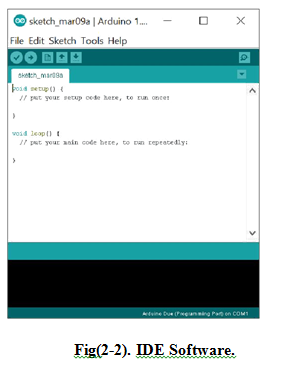 sketch_mar09a | Arduino 1....
File Edit Sketch Tools Help
sketch_mar09a
void setup() {
// put your setup code here, to run once:
}
void loop() {
// put your main code here, to run repeatedly:
}
Arduino Due (Programming Port) on COM1
Fig(2-2). IDE Software.